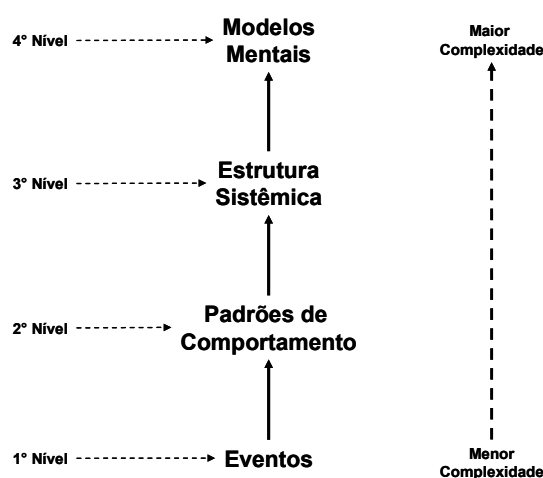 4° Nível
Modelos
Mentais
Maior
Complexidade
3° Nível
Estrutura
Sistêmica
2° Nível
Padrões de
Comportamento
1° Nível
Eventos
Menor
Complexidade